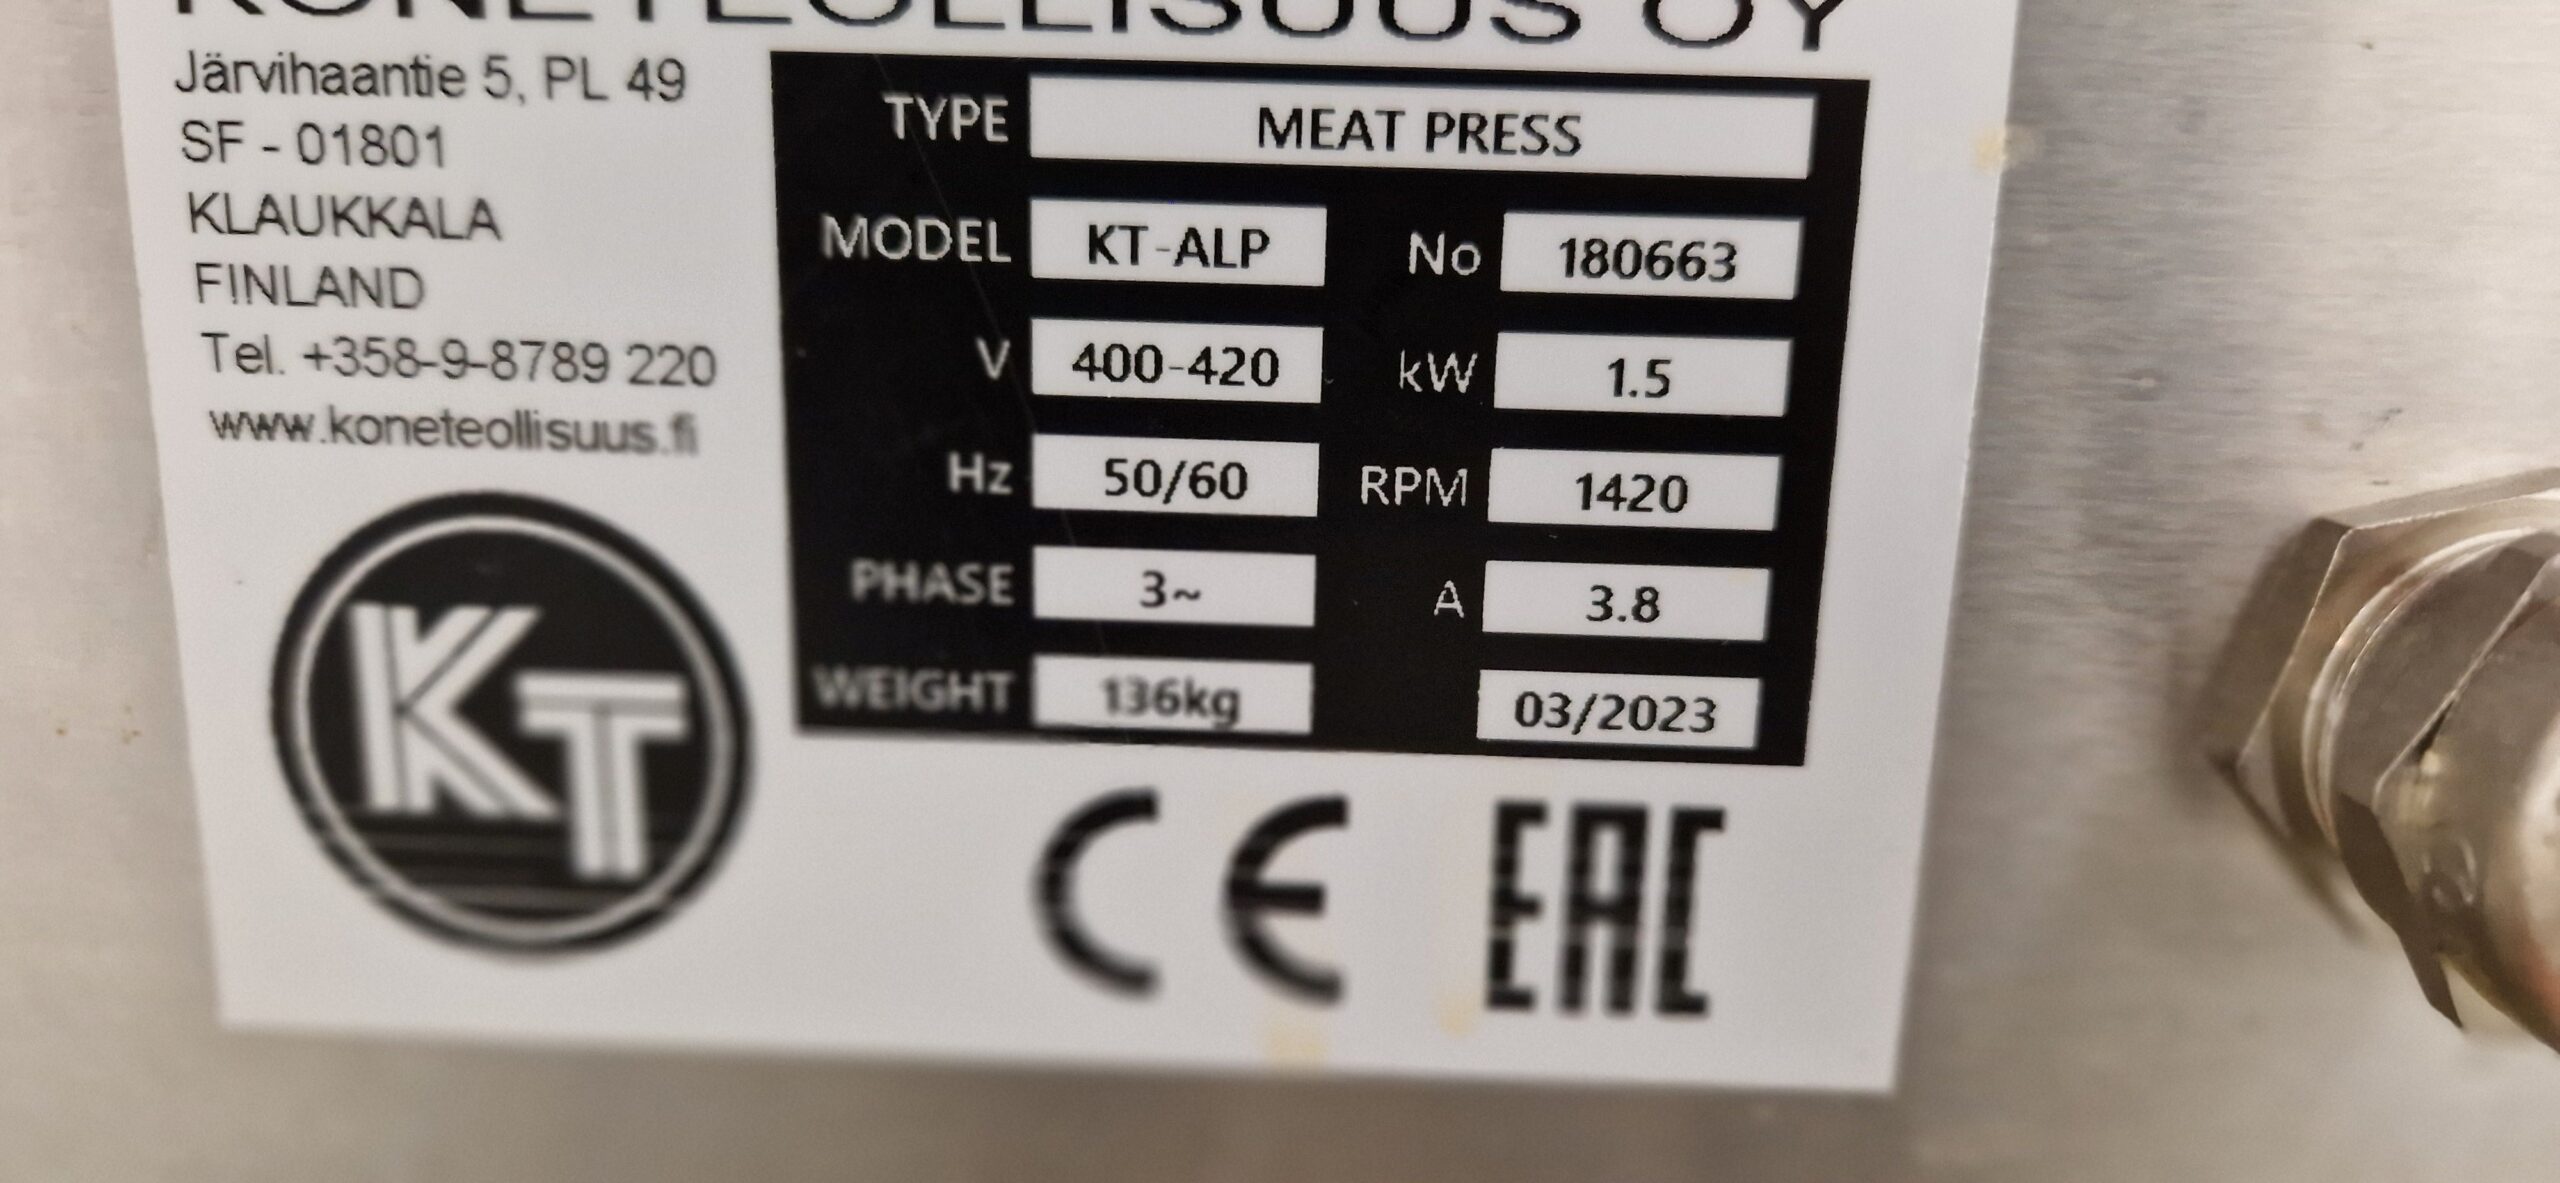 KONETEOLLISUUS OY
Järvihaantie 5, PL 49
SF - 01801
KLAUKKALA
FINLAND
Tel. +358-9-8789 220
www.koneteollisuus.fi
KT
TYPE MEAT PRESS
MODEL KT-ALP No 180663
V 400-420 kW 1.5
Hz 50/60 RPM 1420
PHASE 3~ A 3.8
WEIGHT 136kg 03/2023
CE EAC